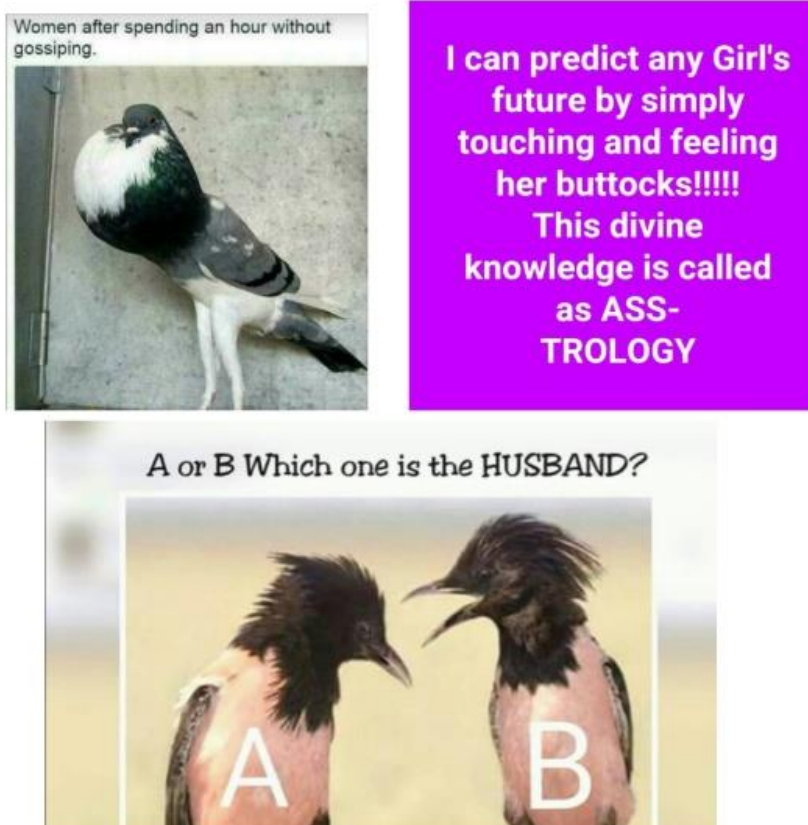 Women after spending an hour without
gossiping.
I can predict any Girl's
future by simply
touching and feeling
her buttocks!!!!!
This divine
knowledge is called
as ASS-
TROLOGY
A or B Which one is the HUSBAND?
A
B